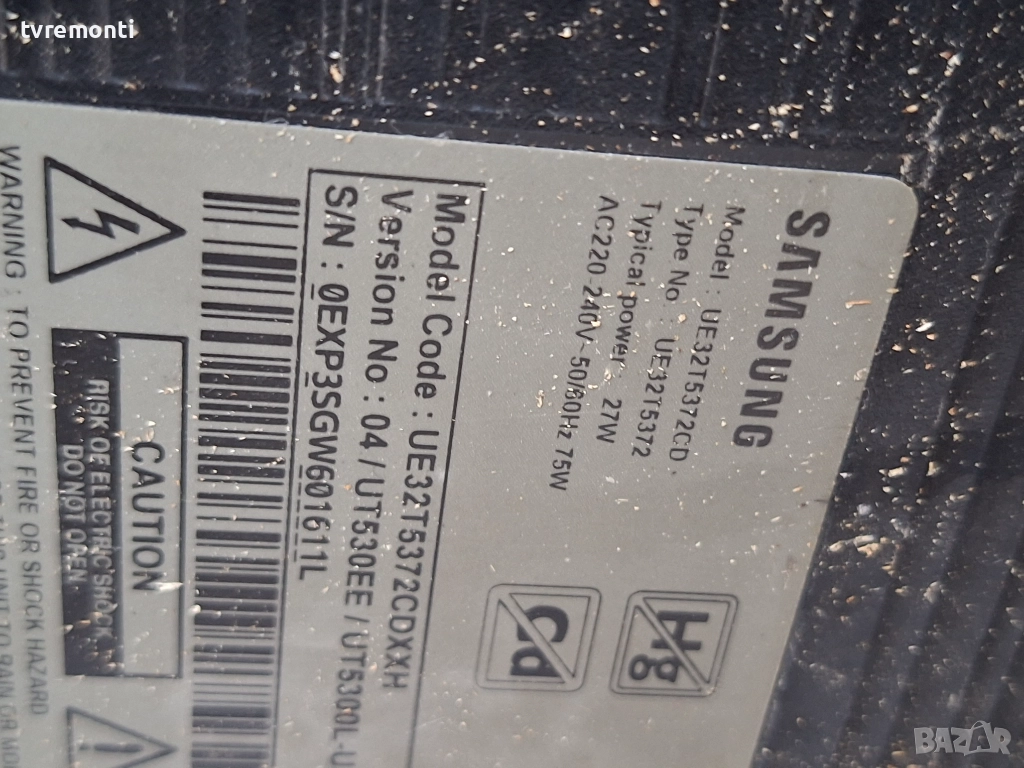 tvremonti
SAMSUNG
Model : UE32T5372CD
Type No : UE32T5372
Typical power : 27W
AC220-240V~ 50/60Hz 75W
Hg
Cd
Model Code : UE32T5372CDXXH
Version No : 04 / UT530EE / UT5300L-U
S/N : 0EXP3SGW601611L
CAUTION
RISK OF ELECTRIC SHOCK
DO NOT OPEN
WARNING : TO PREVENT FIRE OR SHOCK HAZARD
BAZAR